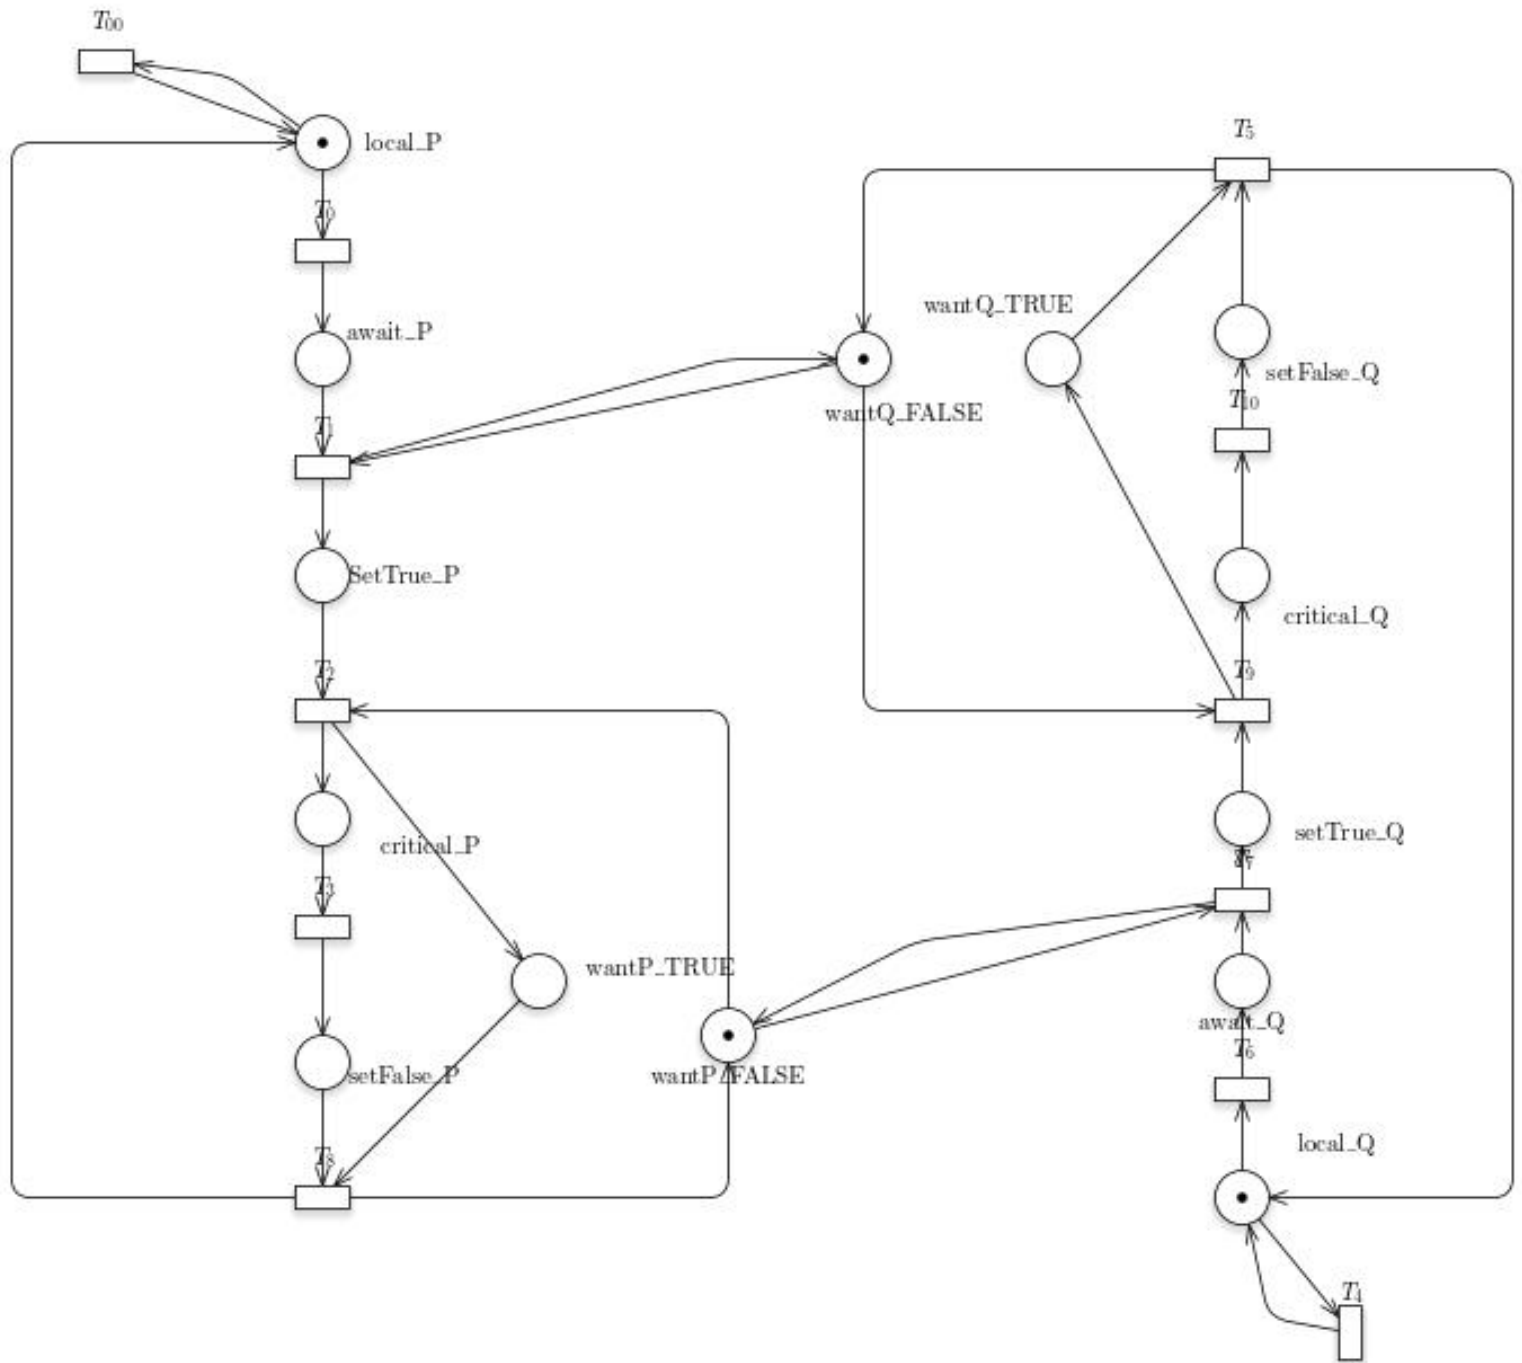 T00
local_P
T5
T0
wantQ_TRUE
await_P
setFalse_Q
T10
wantQ_FALSE
T1
SetTrue_P
critical_Q
T2
T9
setTrue_Q
critical_P
T7
T3
wantP_TRUE
await_Q
T6
setFalse_P
wantP_FALSE
local_Q
T8
T4